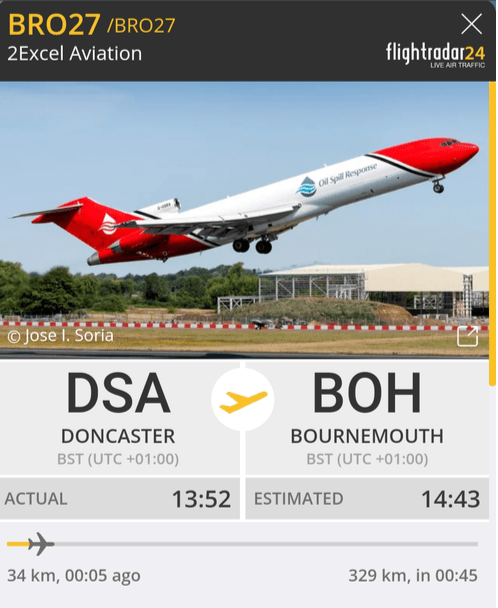 BRO27 /BRO27
2Excel Aviation
flightradar24
LIVE AIR TRAFFIC
Oil Spill Response
© Jose I. Soria
DSA
DONCASTER
BST (UTC +01:00)
BOH
BOURNEMOUTH
BST (UTC +01:00)
ACTUAL 13:52
ESTIMATED 14:43
34 km, 00:05 ago
329 km, in 00:45